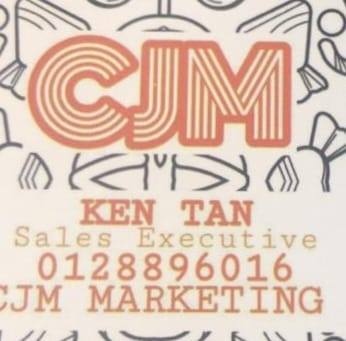 CJM
KEN TAN
Sales Executive
0128896016
CJM MARKETING